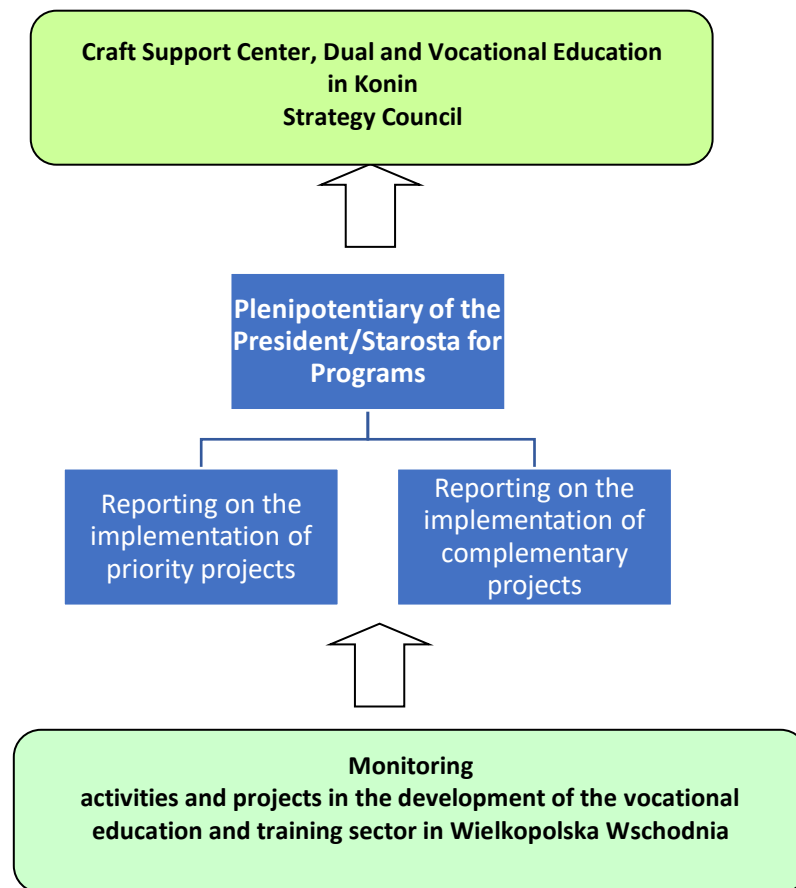 Craft Support Center, Dual and Vocational Education
in Konin
Strategy Council
Plenipotentiary of the
President/Starosta for
Programs
Reporting on the
implementation of
priority projects
Reporting on the
implementation of
complementary
projects
Monitoring
activities and projects in the development of the vocational
education and training sector in Wielkopolska Wschodnia